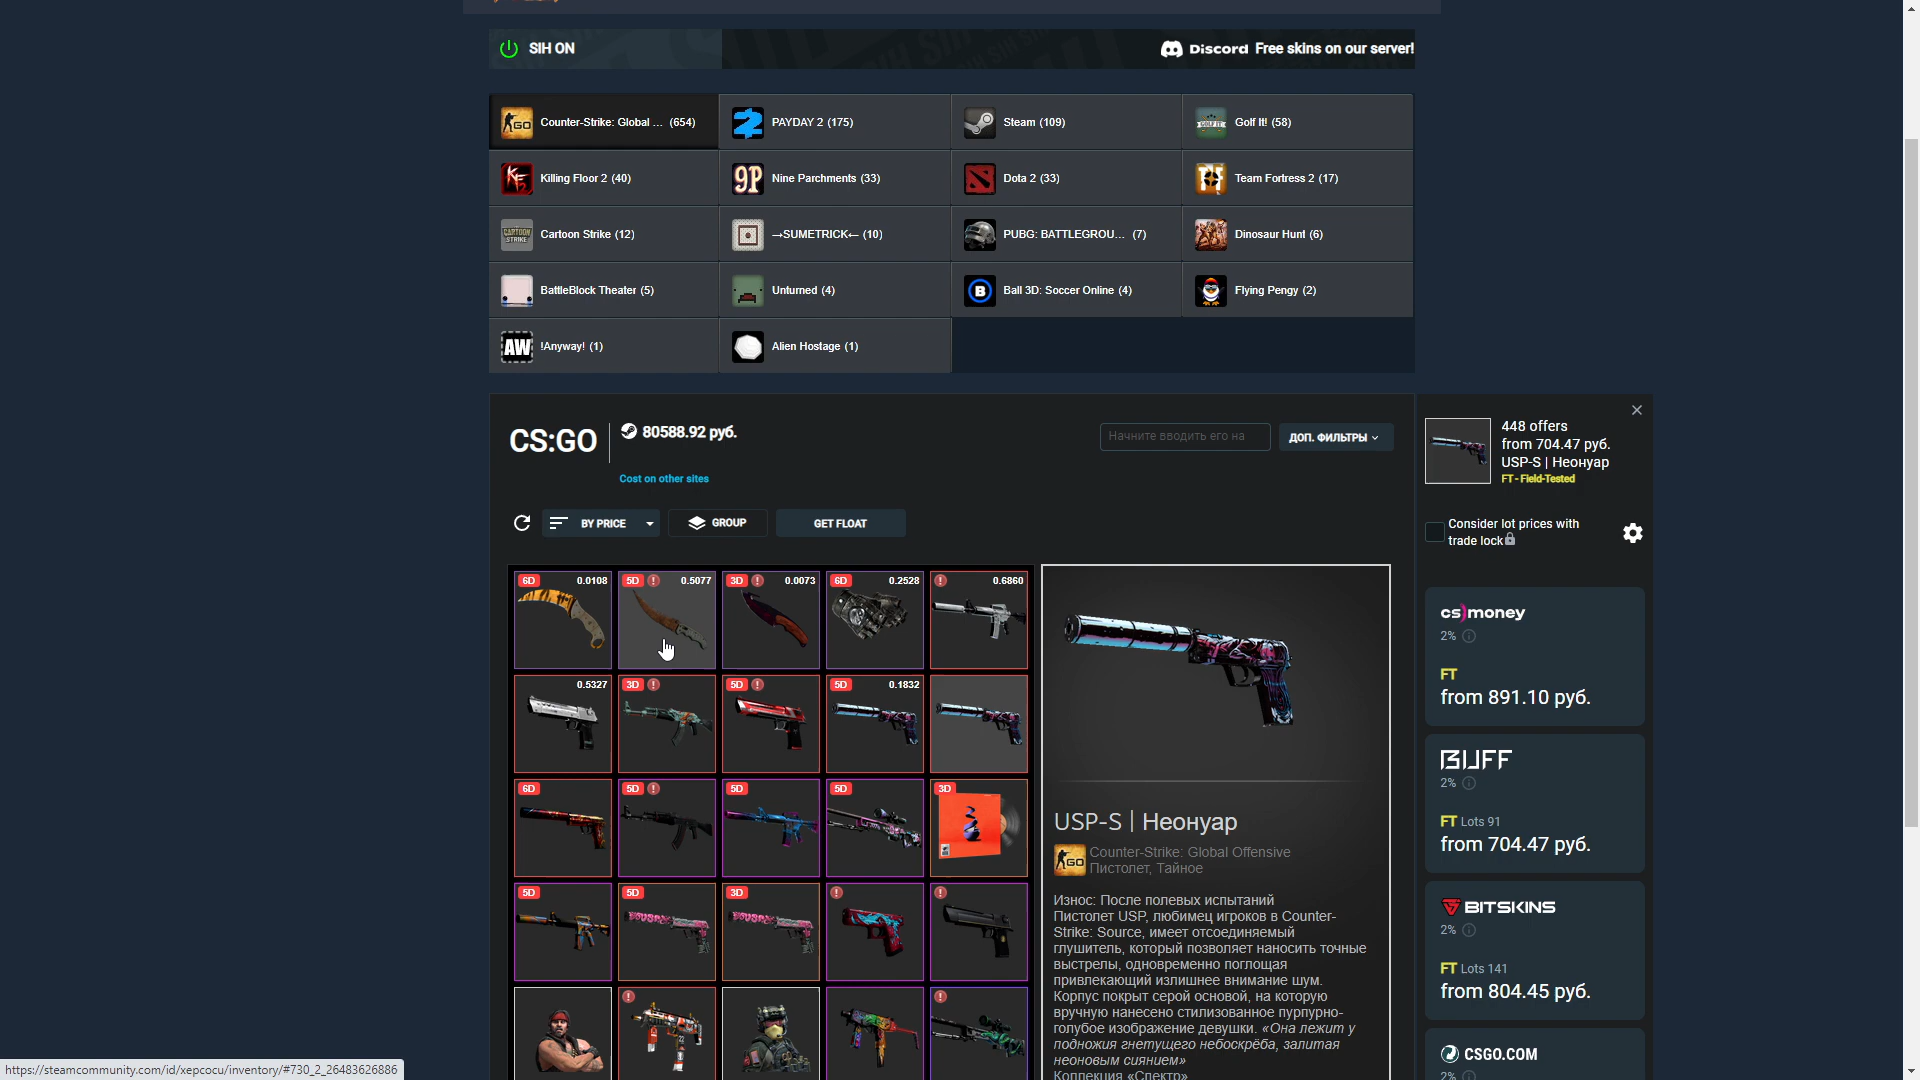 SIH ON
Discord Free skins on our server!
Counter-Strike: Global ... (654)
PAYDAY 2 (175)
Steam (109)
Golf It! (58)
Killing Floor 2 (40)
Nine Parchments (33)
Dota 2 (33)
Team Fortress 2 (17)
Cartoon Strike (12)
→SUMETRICK← (10)
PUBG: BATTLEGROU... (7)
Dinosaur Hunt (6)
BattleBlock Theater (5)
Unturned (4)
Ball 3D: Soccer Online (4)
Flying Pengy (2)
!Anyway! (1)
Alien Hostage (1)
CS:GO
80588.92 руб.
Cost on other sites
Начните вводить его на
ДОП. ФИЛЬТРЫ
BY PRICE
GROUP
GET FLOAT
6D 0.0108
5D ! 0.5077
3D ! 0.0073
6D 0.2528
! 0.6860
0.5327
3D !
5D !
5D 0.1832
6D
5D !
5D
5D
3D
5D
5D
3D
!
!
!
!
USP-S | Неонуар
Counter-Strike: Global Offensive
Пистолет, Тайное
Износ: После полевых испытаний
Пистолет USP, любимец игроков в Counter-
Strike: Source, имеет отсоединяемый
глушитель, который позволяет наносить точные
выстрелы, одновременно поглощая
привлекающий излишнее внимание шум.
Корпус покрыт серой основой, на которую
вручную нанесено стилизованное пурпурно-
голубое изображение девушки. «Она лежит у
подножия гнетущего небоскрёба, залитая
неоновым сиянием»
Коллекция «Спектр»
448 offers
from 704.47 руб.
USP-S | Неонуар
FT - Field-Tested
Consider lot prices with
trade lock
cs money
2%
FT
from 891.10 руб.
BUFF
2%
FT Lots 91
from 704.47 руб.
BITSKINS
2%
FT Lots 141
from 804.45 руб.
CSGO.COM
2%
https://steamcommunity.com/id/xepcocu/inventory/#730_2_26483626886